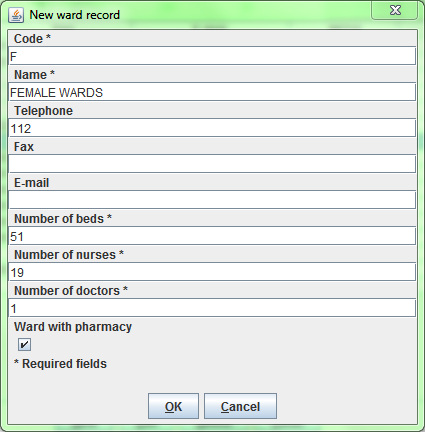 New ward record
Code *
F
Name *
FEMALE WARDS
Telephone
112
Fax
E-mail
Number of beds *
51
Number of nurses *
19
Number of doctors *
1
Ward with pharmacy
* Required fields
OK Cancel